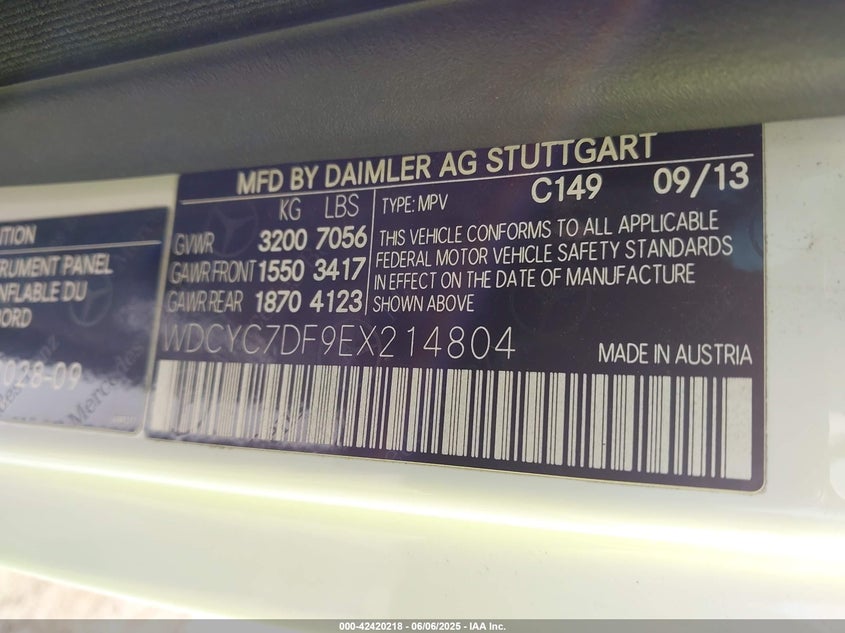 MFD BY DAIMLER AG STUTTGART
C149 09/13
KG LBS
GVWR 3200 7056
GAWR FRONT 1550 3417
GAWR REAR 1870 4123
TYPE: MPV
THIS VEHICLE CONFORMS TO ALL APPLICABLE
FEDERAL MOTOR VEHICLE SAFETY STANDARDS
IN EFFECT ON THE DATE OF MANUFACTURE
SHOWN ABOVE
WDCYC7DF9EX214804
MADE IN AUSTRIA
UTION
TRUMENT PANEL
NFLABLE DU
ORD
028-09
Mercedes-Benz
000-42420218 - 06/06/2025 - IAA Inc.